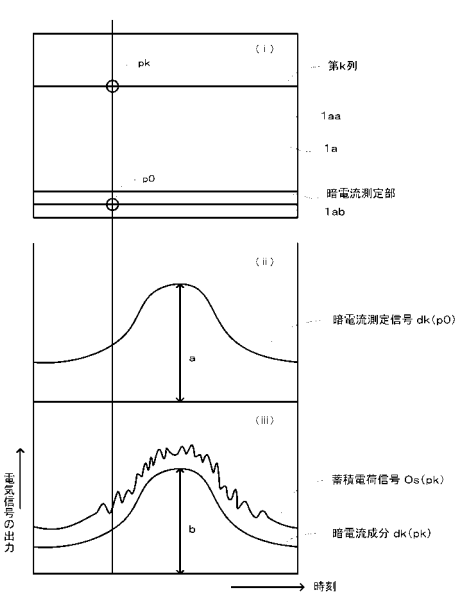 (i)
pk
第k列
1aa
1a
p0
暗電流測定部
1ab
(ii)
暗電流測定信号 dk(p0)
a
(iii)
電気信号の出力
蓄積電荷信号 Os(pk)
b
暗電流成分 dk(pk)
時刻